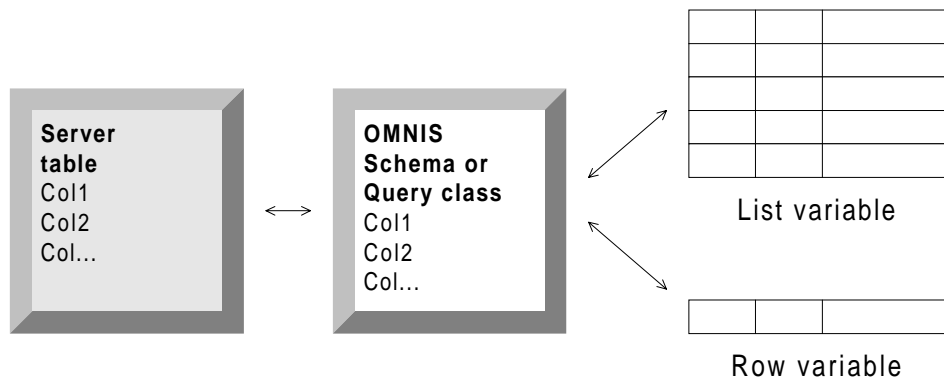 Server
table
Col1
Col2
Col...
OMNIS
Schema or
Query class
Col1
Col2
Col...
List variable
Row variable